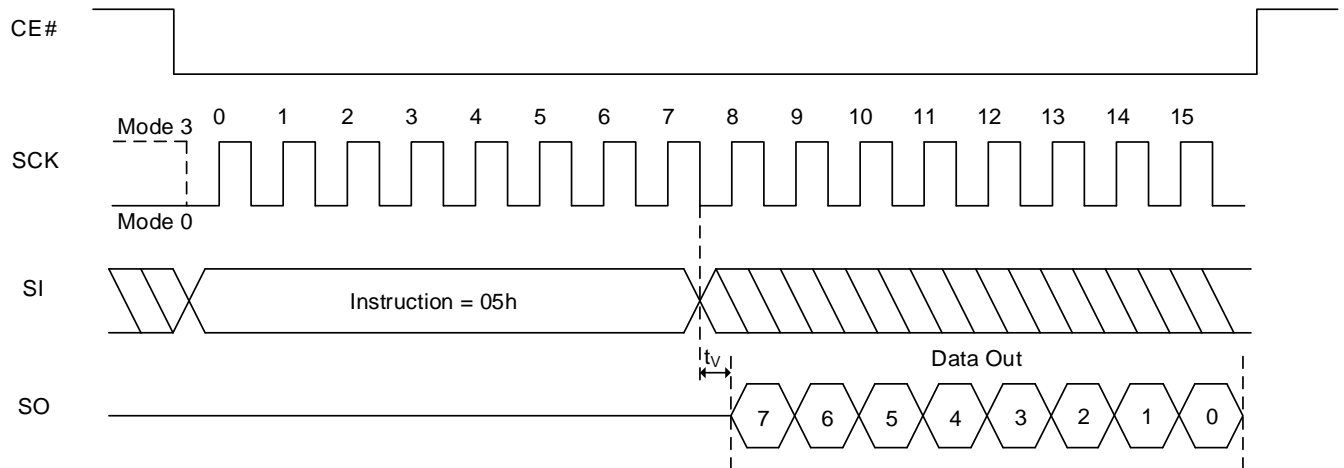 CE#
Mode 3
0 1 2 3 4 5 6 7 8 9 10 11 12 13 14 15
SCK
Mode 0
SI
Instruction = 05h
tV
Data Out
SO
7 6 5 4 3 2 1 0